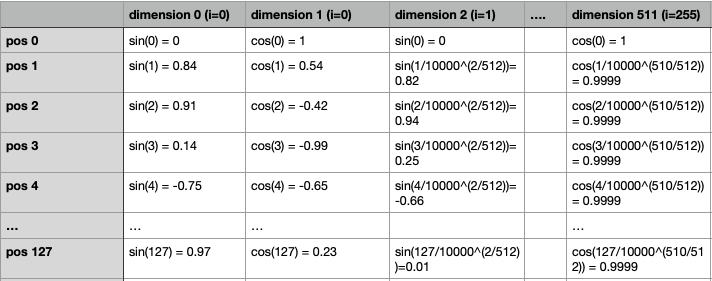 dimension 0 (i=0) dimension 1 (i=0) dimension 2 (i=1) .... dimension 511 (i=255)
pos 0 sin(0) = 0 cos(0) = 1 sin(0) = 0 cos(0) = 1
pos 1 sin(1) = 0.84 cos(1) = 0.54 sin(1/10000^(2/512))= cos(1/10000^(510/512))
0.82 = 0.9999
pos 2 sin(2) = 0.91 cos(2) = -0.42 sin(2/10000^(2/512))= cos(2/10000^(510/512))
0.94 = 0.9999
pos 3 sin(3) = 0.14 cos(3) = -0.99 sin(3/10000^(2/512))= cos(3/10000^(510/512))
0.25 = 0.9999
pos 4 sin(4) = -0.75 cos(4) = -0.65 sin(4/10000^(2/512))= cos(4/10000^(510/512))
-0.66 = 0.9999
... ... ... ...
pos 127 sin(127) = 0.97 cos(127) = 0.23 sin(127/10000^(2/512) cos(127/10000^(510/51
)=0.01 2)) = 0.9999